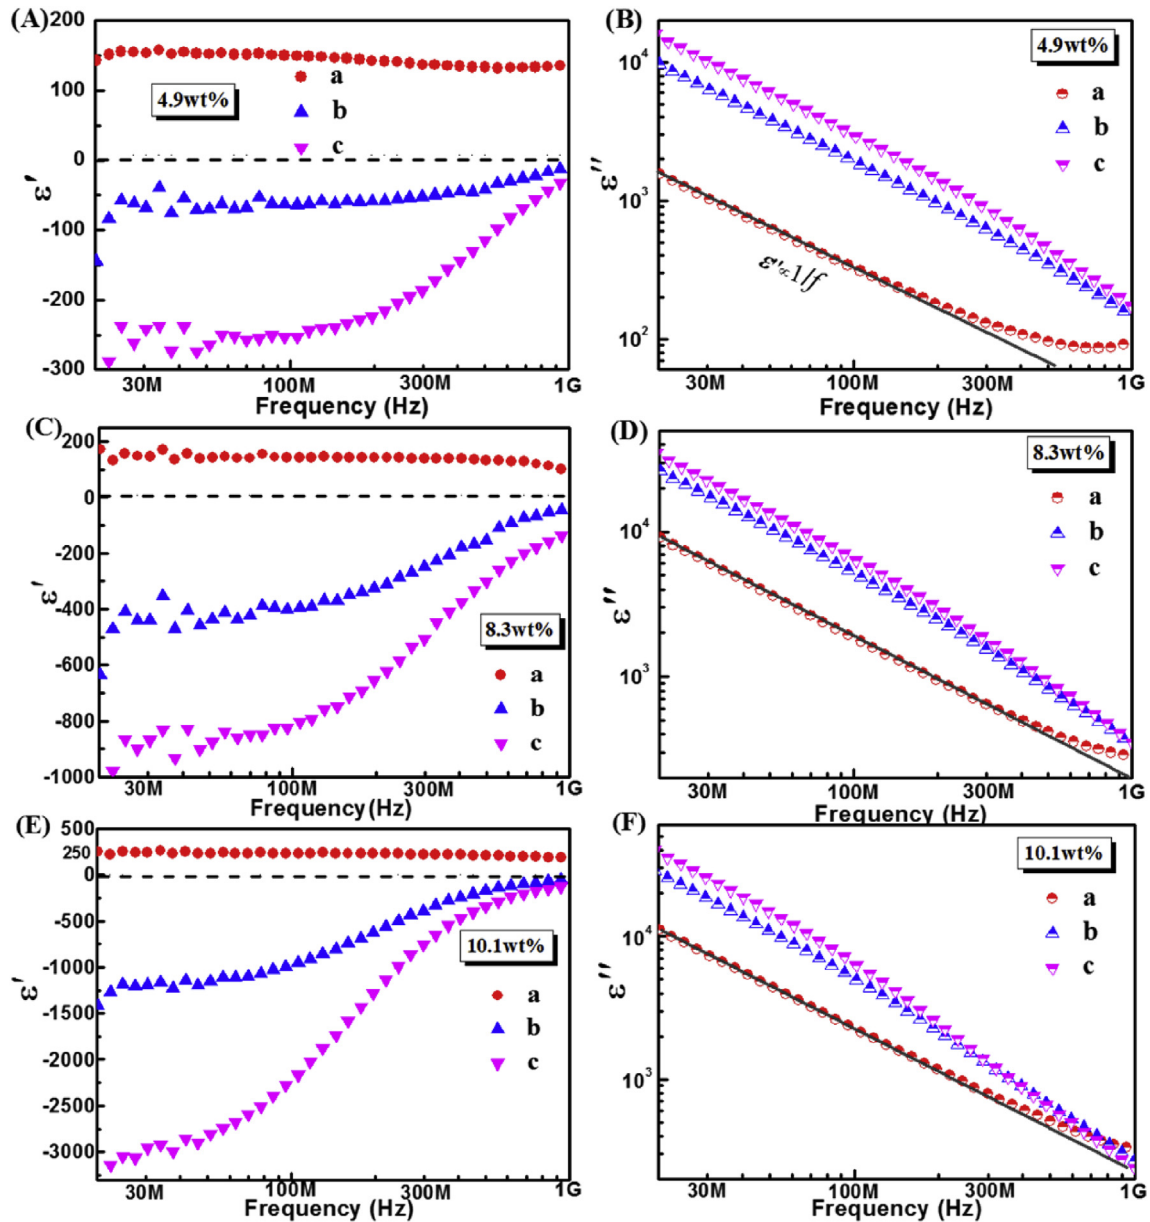 (A)
200
100
0
-100
-200
-300
ε'
4.9wt%
a
b
c
30M 100M 300M 1G
Frequency (Hz)
(B)
10⁴
10³
10²
ε''
4.9wt%
a
b
c
ε''∝1/f
30M 100M 300M 1G
Frequency (Hz)
(C)
200
0
-200
-400
-600
-800
-1000
ε'
8.3wt%
a
b
c
30M 100M 300M 1G
Frequency (Hz)
(D)
10⁴
10³
ε''
8.3wt%
a
b
c
30M 100M 300M 1G
Frequency (Hz)
(E)
500
250
0
-500
-1000
-1500
-2000
-2500
-3000
ε'
10.1wt%
a
b
c
30M 100M 300M 1G
Frequency (Hz)
(F)
10⁴
10³
ε''
10.1wt%
a
b
c
30M 100M 300M 1G
Frequency (Hz)